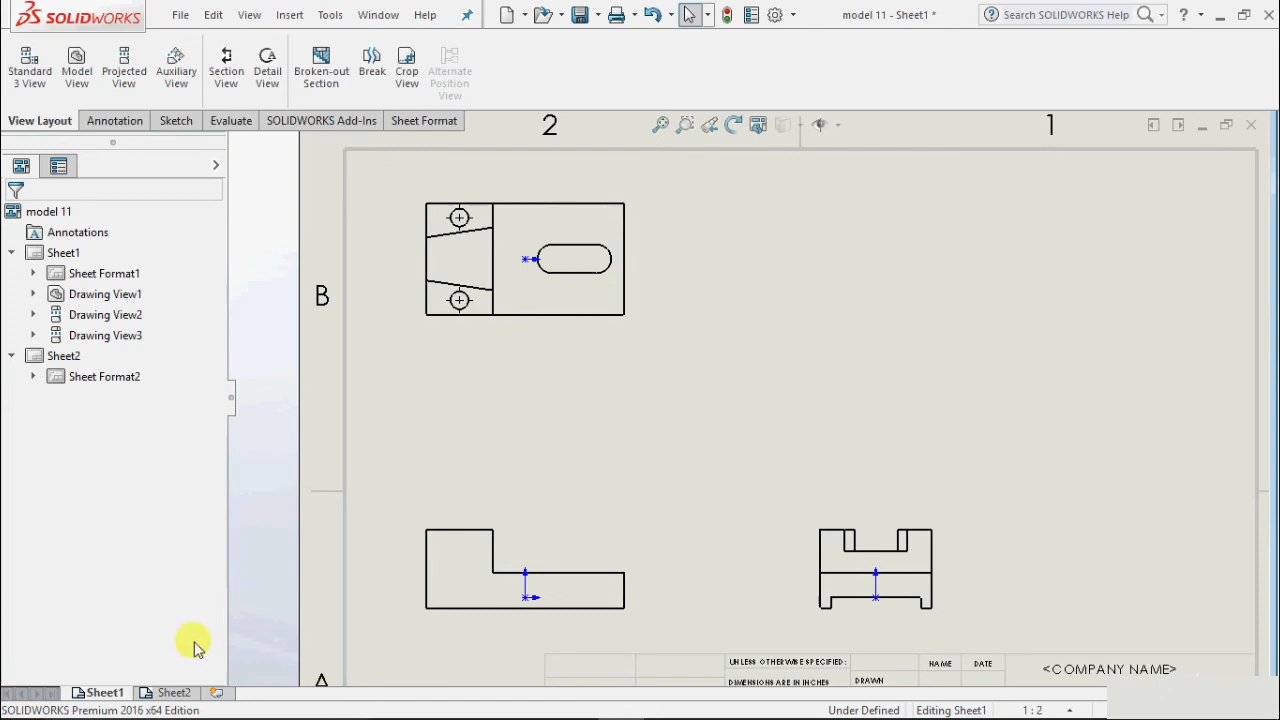 SOLIDWORKS
File Edit View Insert Tools Window Help
model 11 - Sheet1 *
Search SOLIDWORKS Help
?
Standard 3 View
Model View
Projected View
Auxiliary View
Section View
Detail View
Broken-out Section
Break
Crop View
Alternate Position View
View Layout Annotation Sketch Evaluate SOLIDWORKS Add-Ins Sheet Format
2 1
model 11
Annotations
Sheet1
Sheet Format1
Drawing View1
Drawing View2
Drawing View3
Sheet2
Sheet Format2
B
A
UNLESS OTHERWISE SPECIFIED:
DIMENSIONS ARE IN INCHES
NAME DATE
DRAWN
<COMPANY NAME>
Sheet1 Sheet2
SOLIDWORKS Premium 2016 x64 Edition
Under Defined Editing Sheet1 1 : 2